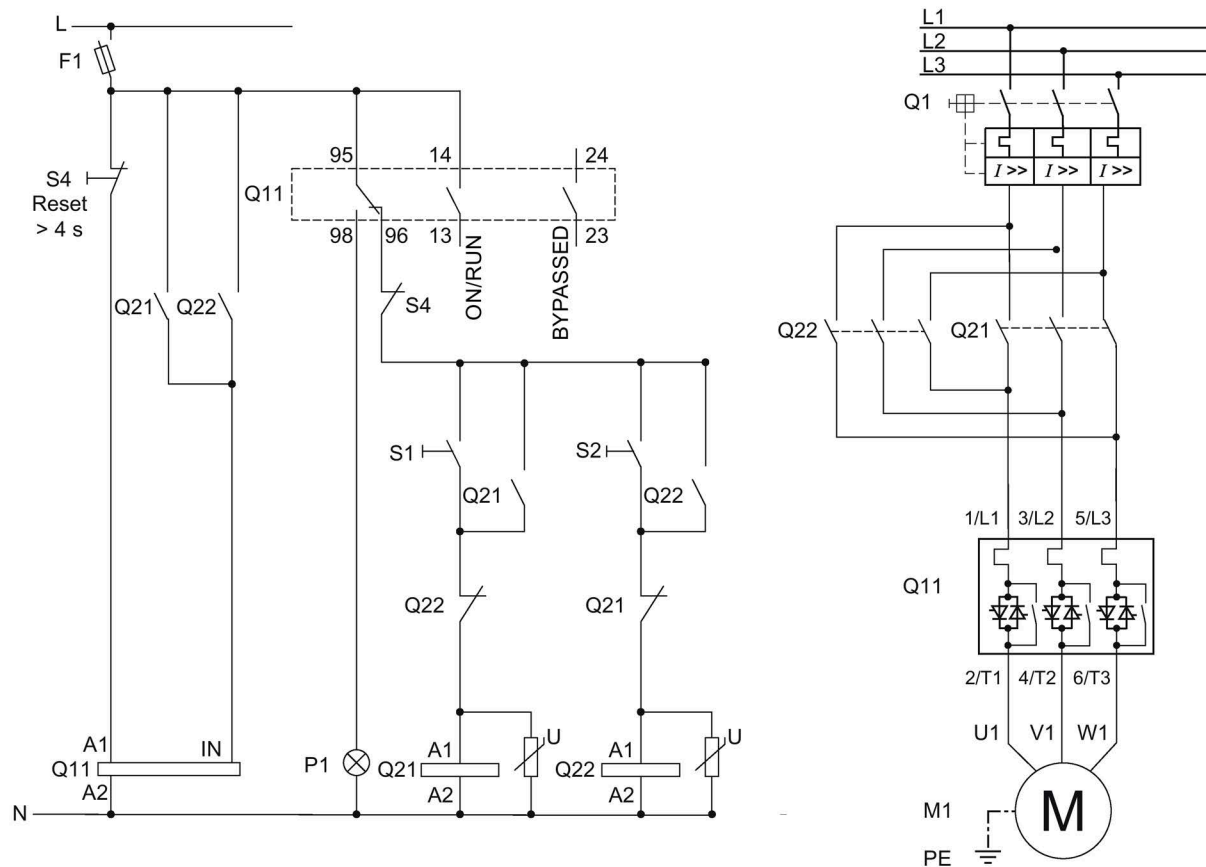 L
F1
S4
Reset
> 4 s
Q21
Q22
Q11
95
14
24
98
96
13
23
ON/RUN
BYPASSED
S4
S1
Q21
S2
Q22
Q22
Q21
A1
IN
Q11
A2
P1
A1
Q21
A2
U
A1
Q22
A2
U
N
L1
L2
L3
Q1
I >>
I >>
I >>
Q22
Q21
1/L1
3/L2
5/L3
Q11
2/T1
4/T2
6/T3
U1
V1
W1
M1
M
PE